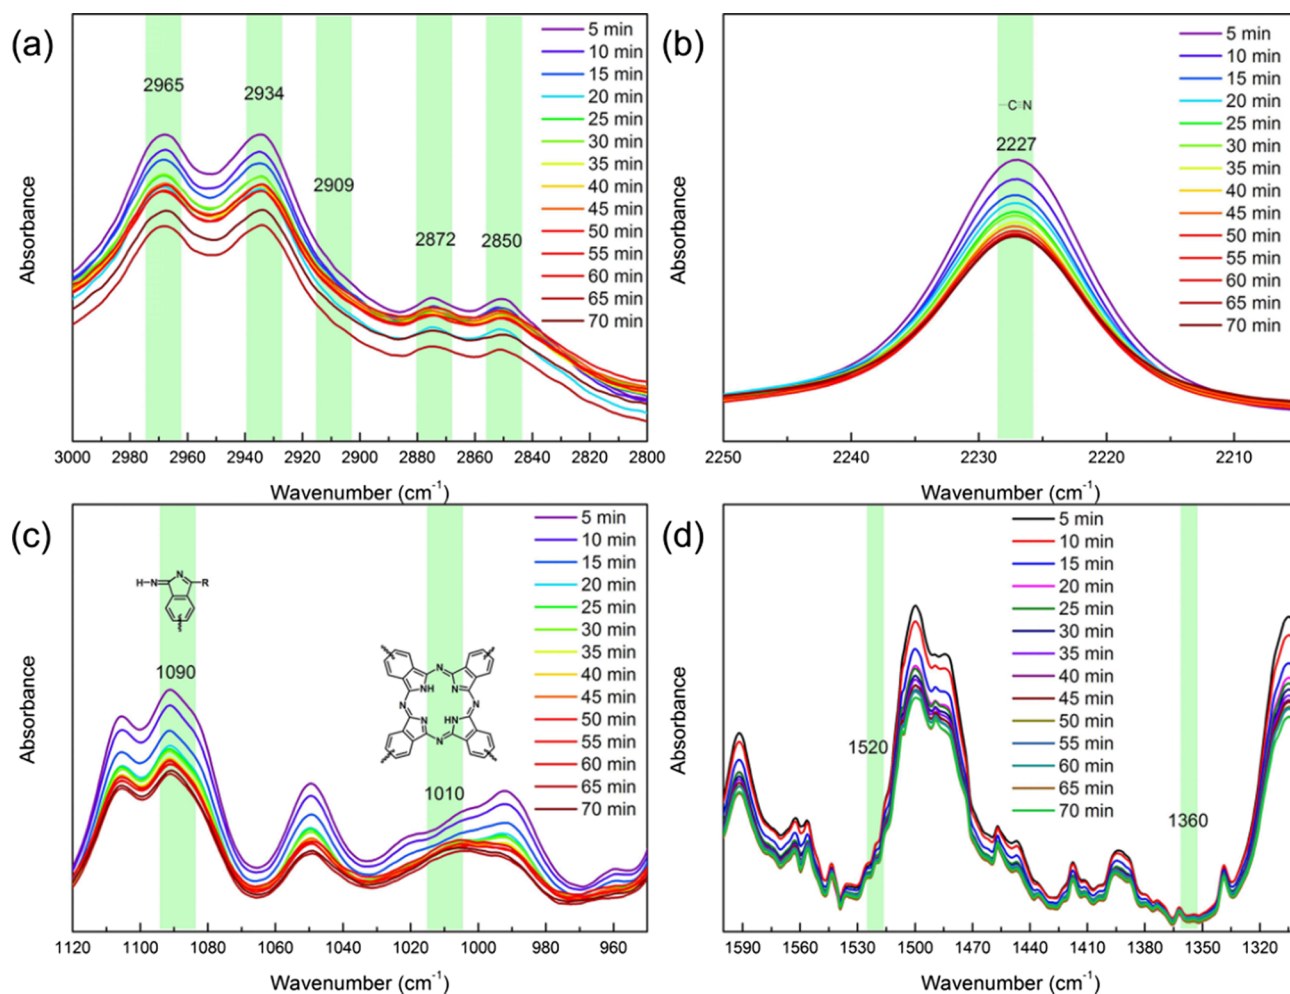 (a)
2965
2934
2909
2872
2850
5 min
10 min
15 min
20 min
25 min
30 min
35 min
40 min
45 min
50 min
55 min
60 min
65 min
70 min
Absorbance
3000 2980 2960 2940 2920 2900 2880 2860 2840 2820 2800
Wavenumber (cm⁻¹)
(b)
—C≡N
2227
5 min
10 min
15 min
20 min
25 min
30 min
35 min
40 min
45 min
50 min
55 min
60 min
65 min
70 min
Absorbance
2250 2240 2230 2220 2210
Wavenumber (cm⁻¹)
(c)
H—N N R
1090
N
NH N
N N
N HN
N
1010
5 min
10 min
15 min
20 min
25 min
30 min
35 min
40 min
45 min
50 min
55 min
60 min
65 min
70 min
Absorbance
1120 1100 1080 1060 1040 1020 1000 980 960
Wavenumber (cm⁻¹)
(d)
1520
1360
5 min
10 min
15 min
20 min
25 min
30 min
35 min
40 min
45 min
50 min
55 min
60 min
65 min
70 min
Absorbance
1590 1560 1530 1500 1470 1440 1410 1380 1350 1320
Wavenumber (cm⁻¹)